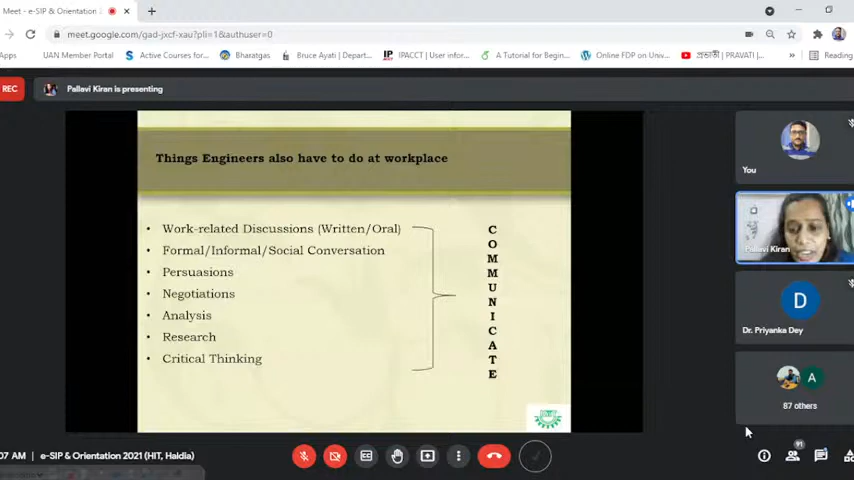 Meet - e-SIP & Orientation
meet.google.com/gad-jxcf-xau?pli=1&authuser=0
Apps
UAN Member Portal
Active Courses for...
Bharatgas
Bruce Ayati | Depart...
IPACCT | User infor...
A Tutorial for Begin...
Online FDP on Univ...
| PRAVATI |...
Reading
REC
Pallavi Kiran is presenting
Things Engineers also have to do at workplace
• Work-related Discussions (Written/Oral)
• Formal/Informal/Social Conversation
• Persuasions
• Negotiations
• Analysis
• Research
• Critical Thinking
C
O
M
M
U
N
I
C
A
T
E
You
Pallavi Kiran
D
Dr. Priyanka Dey
A
87 others
07 AM
e-SIP & Orientation 2021 (HIT, Haldia)
91